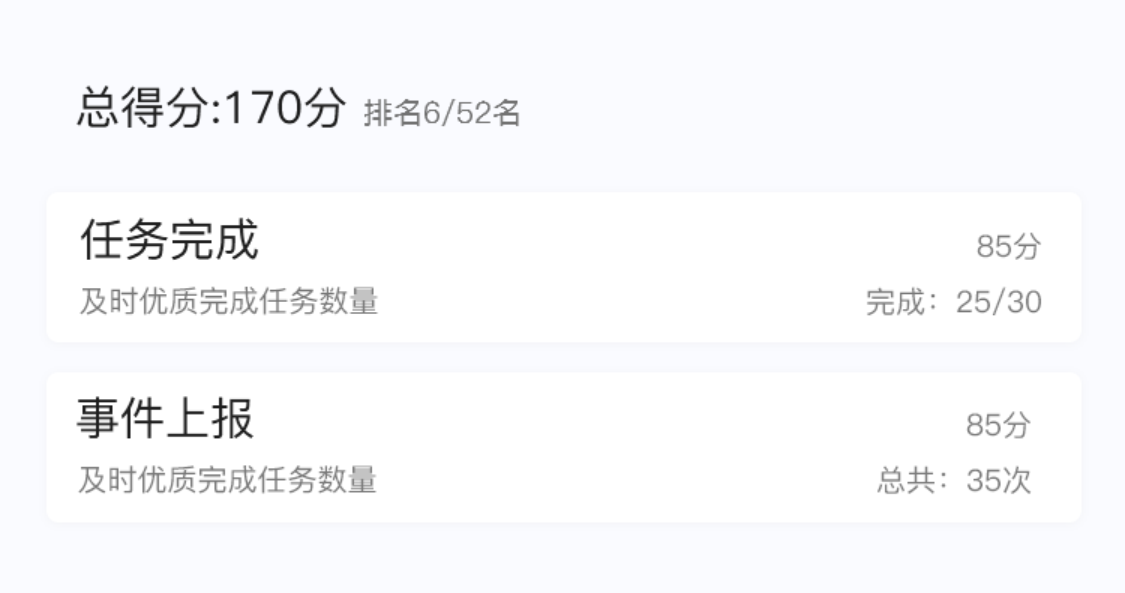 总得分:170分 排名6/52名
任务完成 85分
及时优质完成任务数量 完成：25/30
事件上报 85分
及时优质完成任务数量 总共：35次